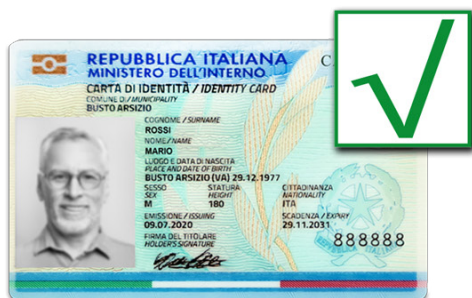 REPUBBLICA ITALIANA
MINISTERO DELL'INTERNO
C
CARTA DI IDENTITÀ / IDENTITY CARD
COMUNE DI / MUNICIPALITY
BUSTO ARSIZIO
COGNOME / SURNAME
ROSSI
NOME / NAME
MARIO
LUOGO E DATA DI NASCITA
PLACE AND DATE OF BIRTH
BUSTO ARSIZIO (VA) 29.12.1977
SESSO STATURA CITTADINANZA
SEX HEIGHT NATIONALITY
M 180 ITA
EMISSIONE / ISSUING SCADENZA / EXPIRY
09.07.2020 29.11.2031
FIRMA DEL TITOLARE
HOLDER'S SIGNATURE
888888